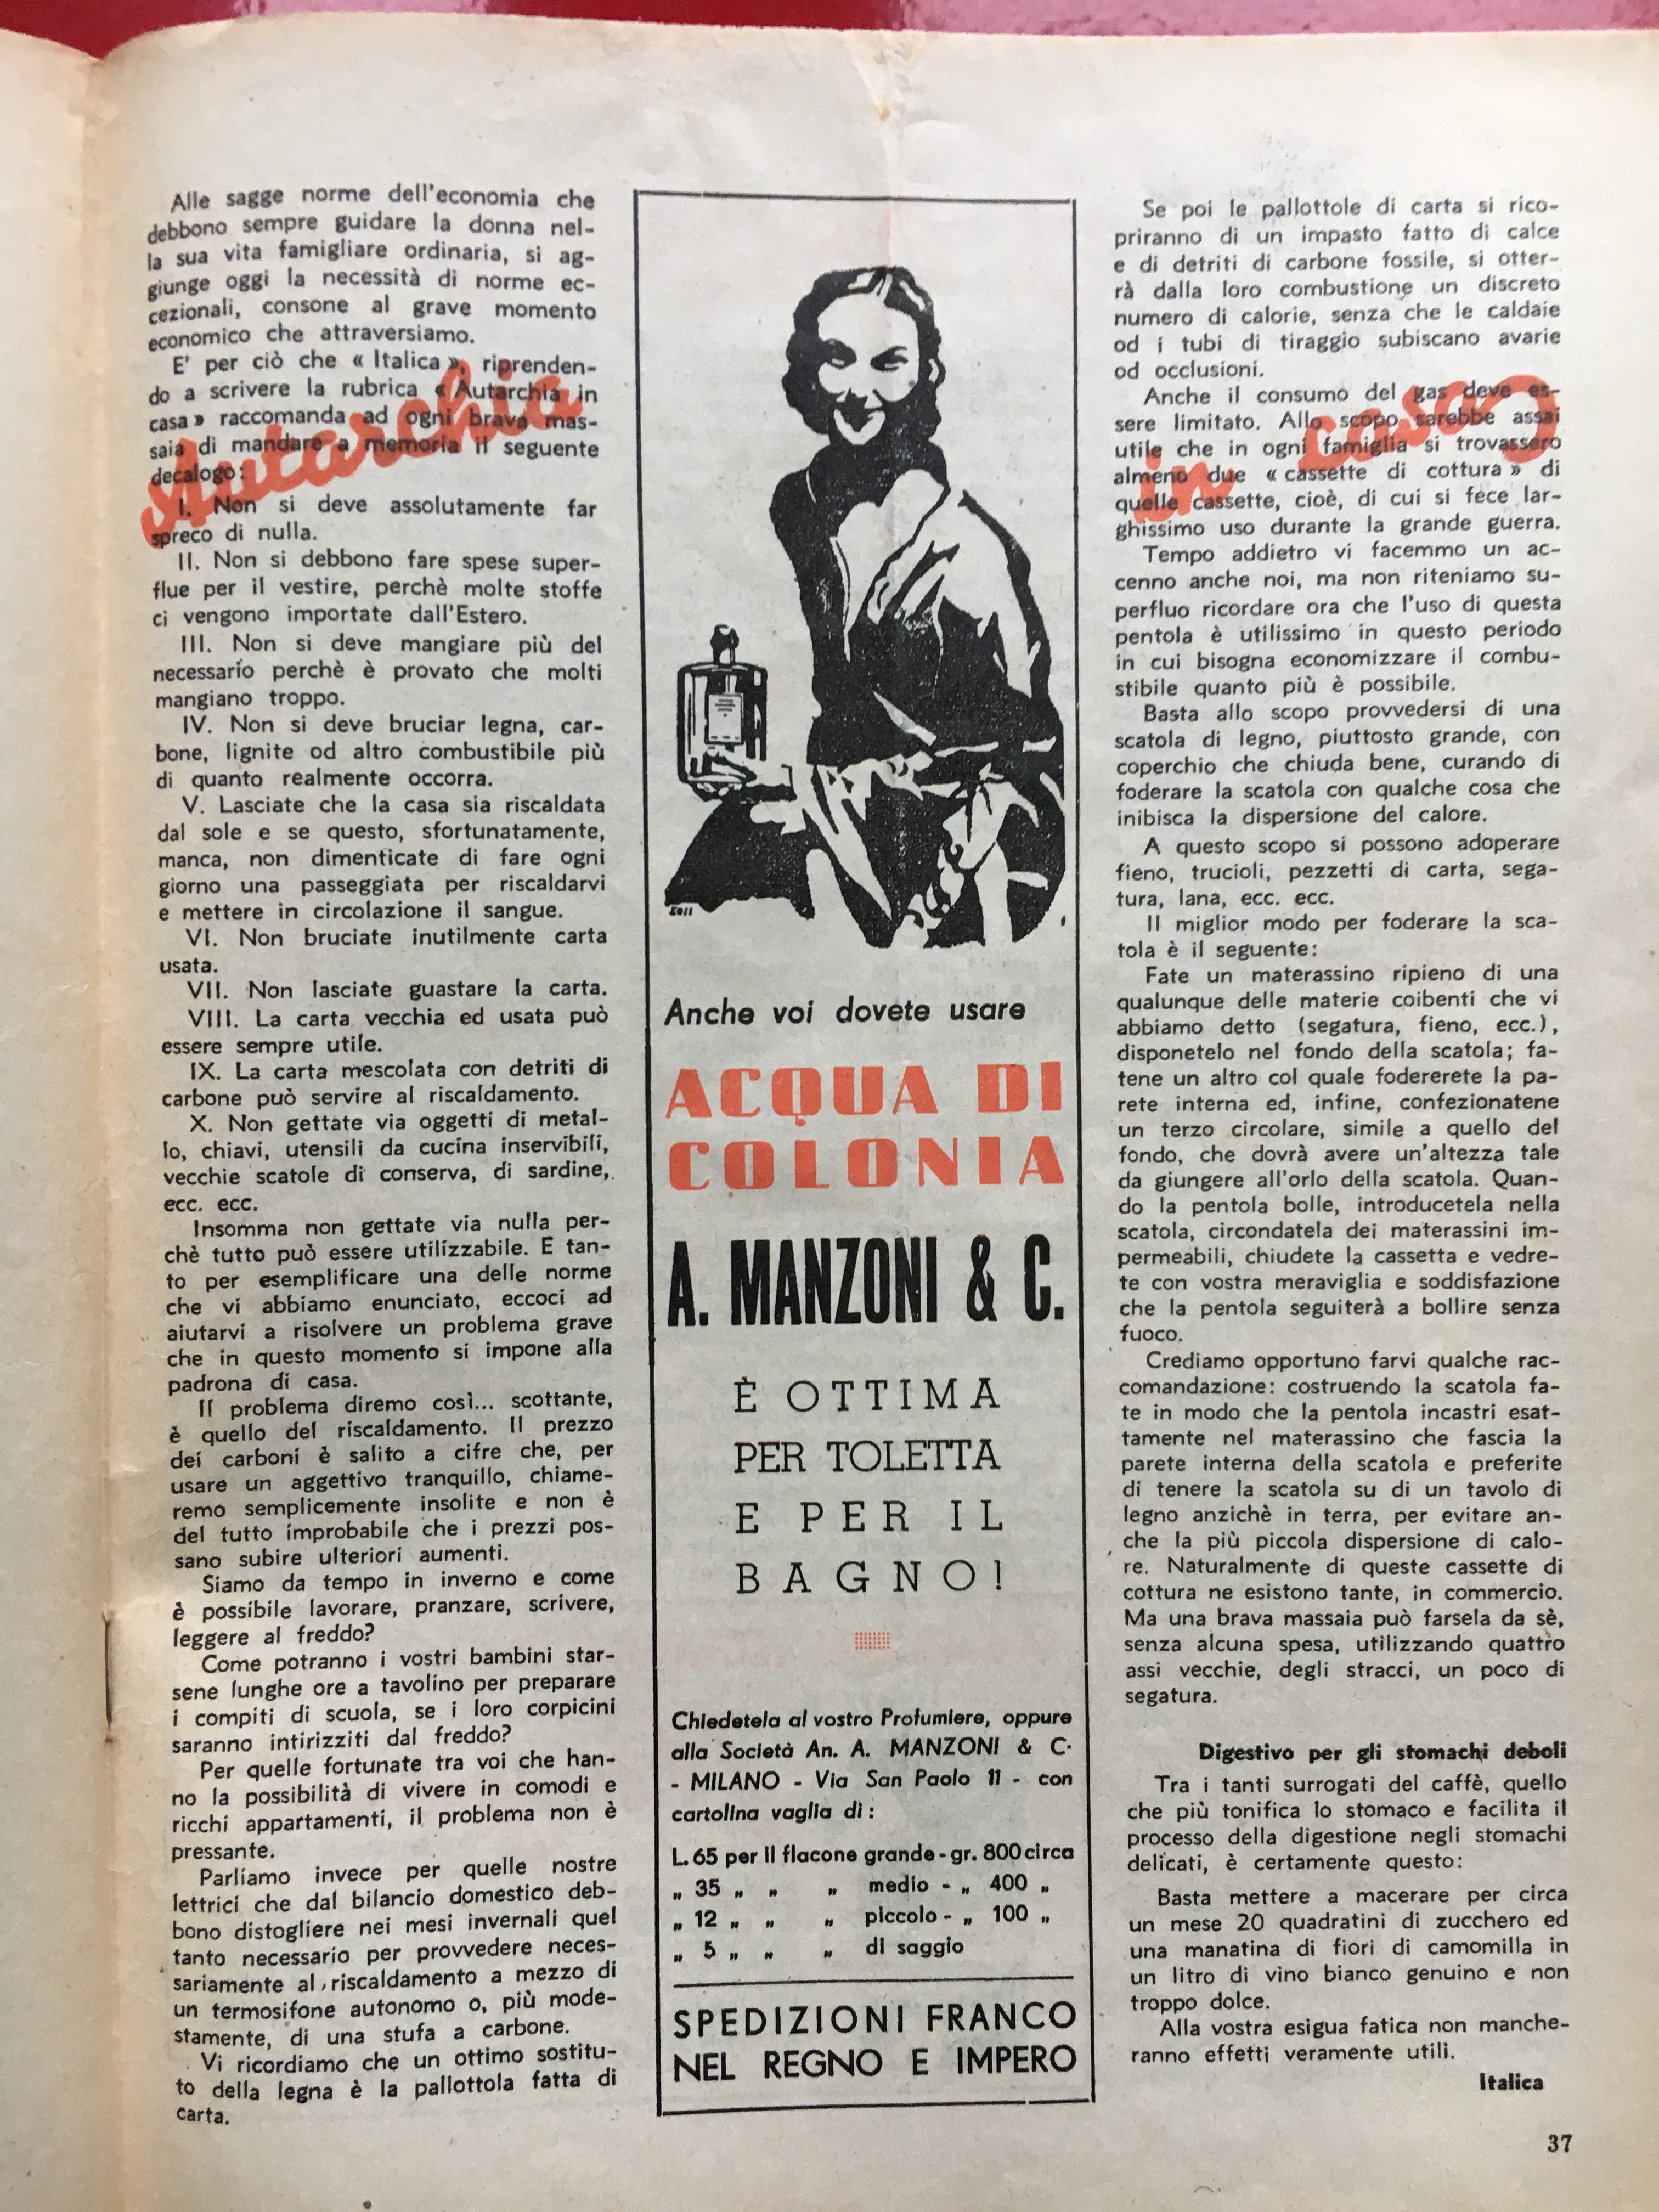 Autarchia
in casa
Alle sagge norme dell'economia che
debbono sempre guidare la donna nel-
la sua vita famigliare ordinaria, si ag-
giunge oggi la necessità di norme ec-
cezionali, consone al grave momento
economico che attraversiamo.
E' per ciò che « Italica », riprenden-
do a scrivere la rubrica « Autarchia in
casa » raccomanda ad ogni brava mas-
saia di mandare a memoria il seguente
decalogo:
I. Non si deve assolutamente far
spreco di nulla.
II. Non si debbono fare spese super-
flue per il vestire, perchè molte stoffe
ci vengono importate dall'Estero.
III. Non si deve mangiare più del
necessario perchè è provato che molti
mangiano troppo.
IV. Non si deve bruciar legna, car-
bone, lignite od altro combustibile più
di quanto realmente occorra.
V. Lasciate che la casa sia riscaldata
dal sole e se questo, sfortunatamente,
manca, non dimenticate di fare ogni
giorno una passeggiata per riscaldarvi
e mettere in circolazione il sangue.
VI. Non bruciate inutilmente carta
usata.
VII. Non lasciate guastare la carta.
VIII. La carta vecchia ed usata può
essere sempre utile.
IX. La carta mescolata con detriti di
carbone può servire al riscaldamento.
X. Non gettate via oggetti di metal-
lo, chiavi, utensili da cucina inservibili,
vecchie scatole di conserva, di sardine,
ecc. ecc.
Insomma non gettate via nulla per-
chè tutto può essere utilizzabile. E tan-
to per esemplificare una delle norme
che vi abbiamo enunciato, eccoci ad
aiutarvi a risolvere un problema grave
che in questo momento si impone alla
padrona di casa.
Il problema diremo così... scottante,
è quello del riscaldamento. Il prezzo
dei carboni è salito a cifre che, per
usare un aggettivo tranquillo, chiame-
remo semplicemente insolite e non è
del tutto improbabile che i prezzi pos-
sano subire ulteriori aumenti.
Siamo da tempo in inverno e come
è possibile lavorare, pranzare, scrivere,
leggere al freddo?
Come potranno i vostri bambini star-
sene lunghe ore a tavolino per preparare
i compiti di scuola, se i loro corpicini
saranno intirizziti dal freddo?
Per quelle fortunate tra voi che han-
no la possibilità di vivere in comodi e
ricchi appartamenti, il problema non è
pressante.
Parliamo invece per quelle nostre
lettrici che dal bilancio domestico deb-
bono distogliere nei mesi invernali quel
tanto necessario per provvedere neces-
sariamente al riscaldamento a mezzo di
un termosifone autonomo o, più mode-
stamente, di una stufa a carbone.
Vi ricordiamo che un ottimo sostitu-
to della legna è la pallottola fatta di
carta.
Koll
Anche voi dovete usare
ACQUA DI
COLONIA
A. MANZONI & C.
È OTTIMA
PER TOLETTA
E PER IL
BAGNO!
Chiedetela al vostro Profumiere, oppure
alla Società An. A. MANZONI & C.
- MILANO - Via San Paolo 11 - con
cartolina vaglia di:
L. 65 per il flacone grande - gr. 800 circa
„ 35 „ „ „ medio - „ 400 „
„ 12 „ „ „ piccolo - „ 100 „
„ 5 „ „ „ di saggio
SPEDIZIONI FRANCO
NEL REGNO E IMPERO
Se poi le pallottole di carta si rico-
priranno di un impasto fatto di calce
e di detriti di carbone fossile, si otter-
rà dalla loro combustione un discreto
numero di calorie, senza che le caldaie
od i tubi di tiraggio subiscano avarie
od occlusioni.
Anche il consumo del gas deve es-
sere limitato. Allo scopo sarebbe assai
utile che in ogni famiglia si trovassero
almeno due « cassette di cottura » di
quelle cassette, cioè, di cui si fece lar-
ghissimo uso durante la grande guerra.
Tempo addietro vi facemmo un ac-
cenno anche noi, ma non riteniamo su-
perfluo ricordare ora che l'uso di questa
pentola è utilissimo in questo periodo
in cui bisogna economizzare il combu-
stibile quanto più è possibile.
Basta allo scopo provvedersi di una
scatola di legno, piuttosto grande, con
coperchio che chiuda bene, curando di
foderare la scatola con qualche cosa che
inibisca la dispersione del calore.
A questo scopo si possono adoperare
fieno, trucioli, pezzetti di carta, sega-
tura, lana, ecc. ecc.
Il miglior modo per foderare la sca-
tola è il seguente:
Fate un materassino ripieno di una
qualunque delle materie coibenti che vi
abbiamo detto (segatura, fieno, ecc.),
disponetelo nel fondo della scatola; fa-
tene un altro col quale fodererete la pa-
rete interna ed, infine, confezionatene
un terzo circolare, simile a quello del
fondo, che dovrà avere un'altezza tale
da giungere all'orlo della scatola. Quan-
do la pentola bolle, introducetela nella
scatola, circondatela dei materassini im-
permeabili, chiudete la cassetta e vedre-
te con vostra meraviglia e soddisfazione
che la pentola seguiterà a bollire senza
fuoco.
Crediamo opportuno farvi qualche rac-
comandazione: costruendo la scatola fa-
te in modo che la pentola incastri esat-
tamente nel materassino che fascia la
parete interna della scatola e preferite
di tenere la scatola su di un tavolo di
legno anzichè in terra, per evitare an-
che la più piccola dispersione di calo-
re. Naturalmente di queste cassette di
cottura ne esistono tante, in commercio.
Ma una brava massaia può farsela da sè,
senza alcuna spesa, utilizzando quattro
assi vecchie, degli stracci, un poco di
segatura.
Digestivo per gli stomachi deboli
Tra i tanti surrogati del caffè, quello
che più tonifica lo stomaco e facilita il
processo della digestione negli stomachi
delicati, è certamente questo:
Basta mettere a macerare per circa
un mese 20 quadratini di zucchero ed
una manatina di fiori di camomilla in
un litro di vino bianco genuino e non
troppo dolce.
Alla vostra esigua fatica non manche-
ranno effetti veramente utili.
Italica
37